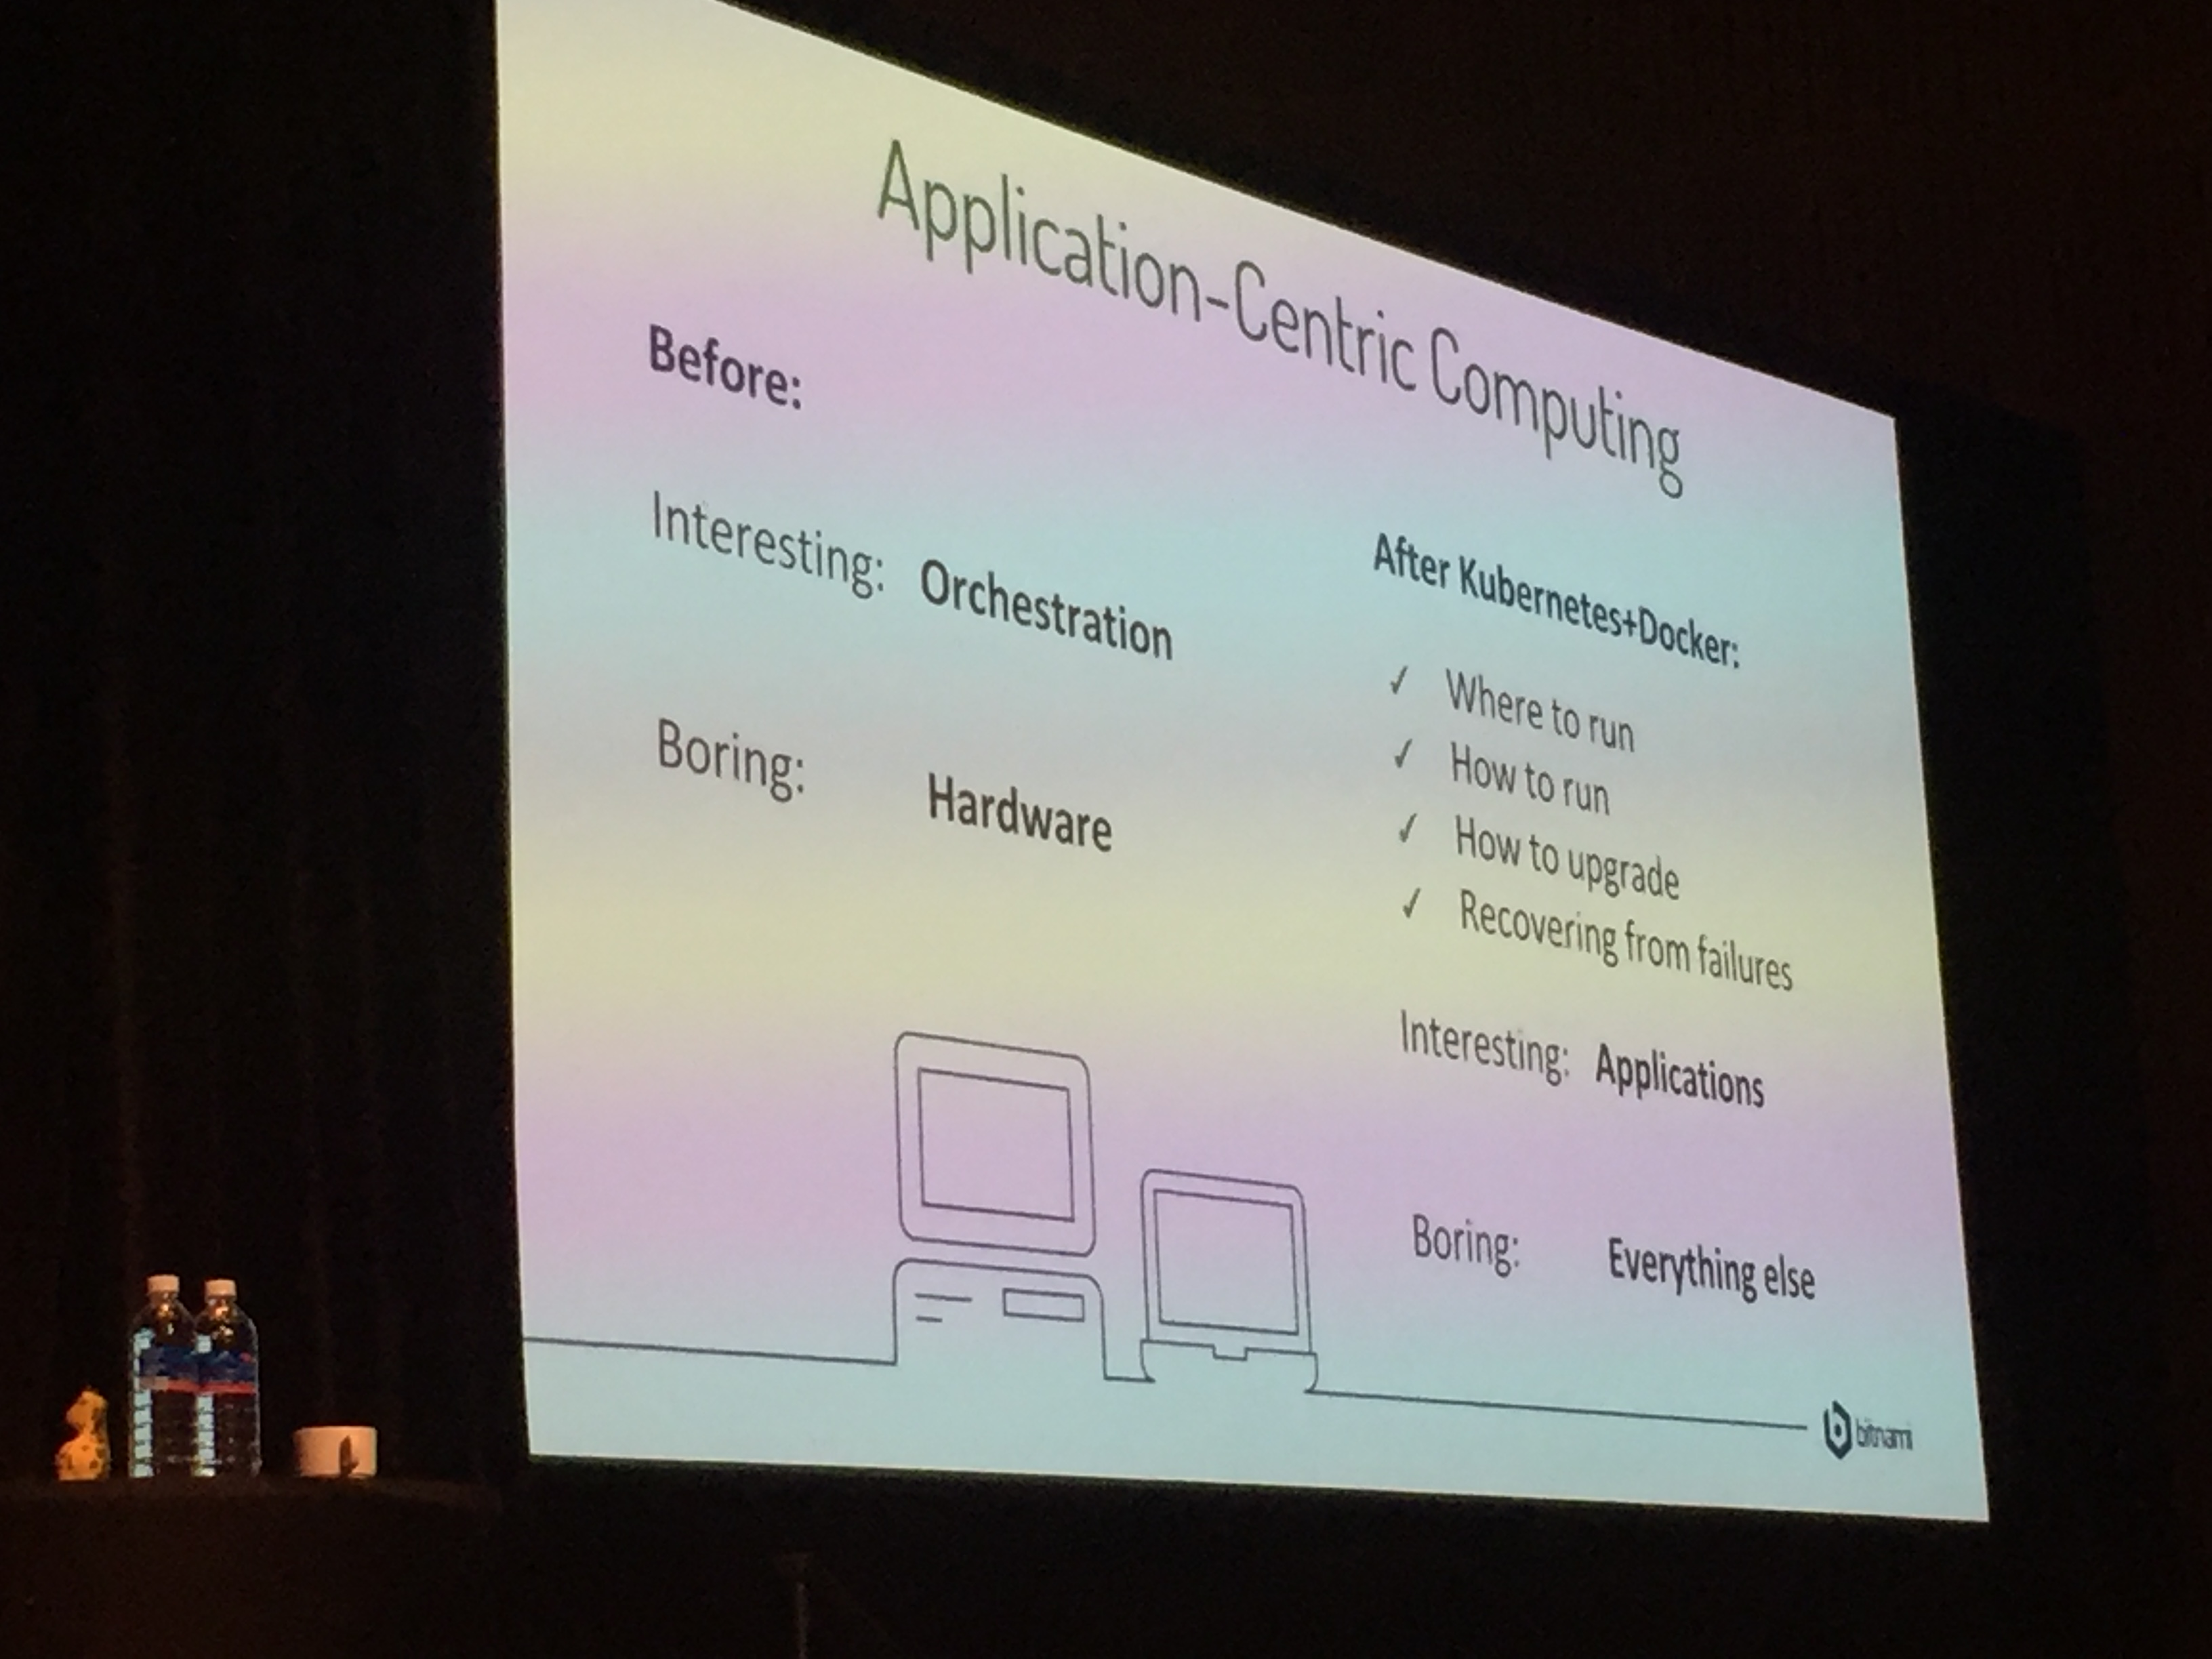 Application-Centric Computing
Before:
Interesting: Orchestration
Boring: Hardware
After Kubernetes+Docker:
✓ Where to run
✓ How to run
✓ How to upgrade
✓ Recovering from failures
Interesting: Applications
Boring: Everything else
bitnami